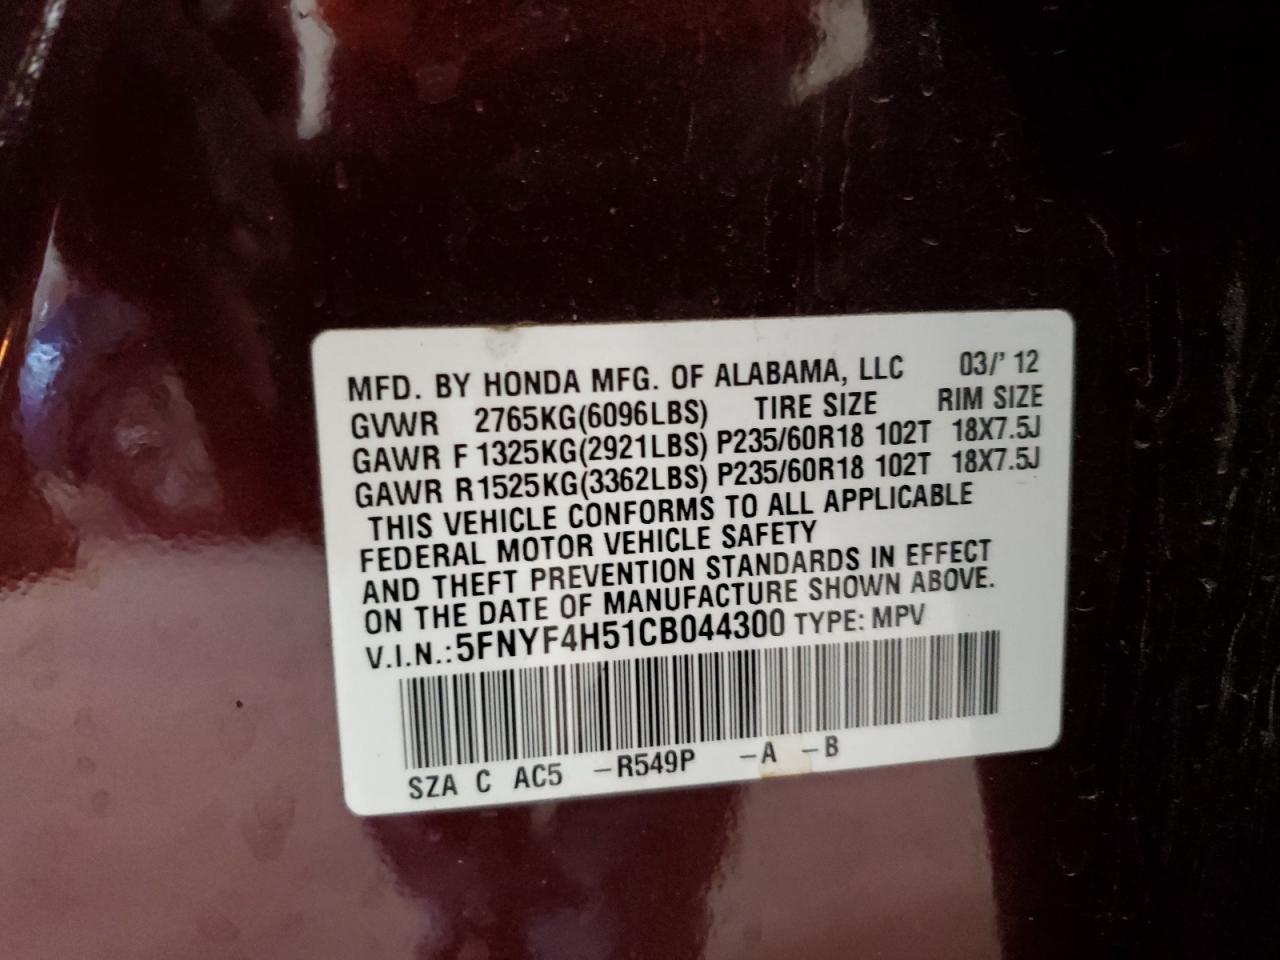 MFD. BY HONDA MFG. OF ALABAMA, LLC 03/' 12
GVWR 2765KG(6096LBS) TIRE SIZE RIM SIZE
GAWR F 1325KG(2921LBS) P235/60R18 102T 18X7.5J
GAWR R1525KG(3362LBS) P235/60R18 102T 18X7.5J
THIS VEHICLE CONFORMS TO ALL APPLICABLE
FEDERAL MOTOR VEHICLE SAFETY
AND THEFT PREVENTION STANDARDS IN EFFECT
ON THE DATE OF MANUFACTURE SHOWN ABOVE.
V.I.N.:5FNYF4H51CB044300 TYPE: MPV
SZA C AC5 -R549P -A -B